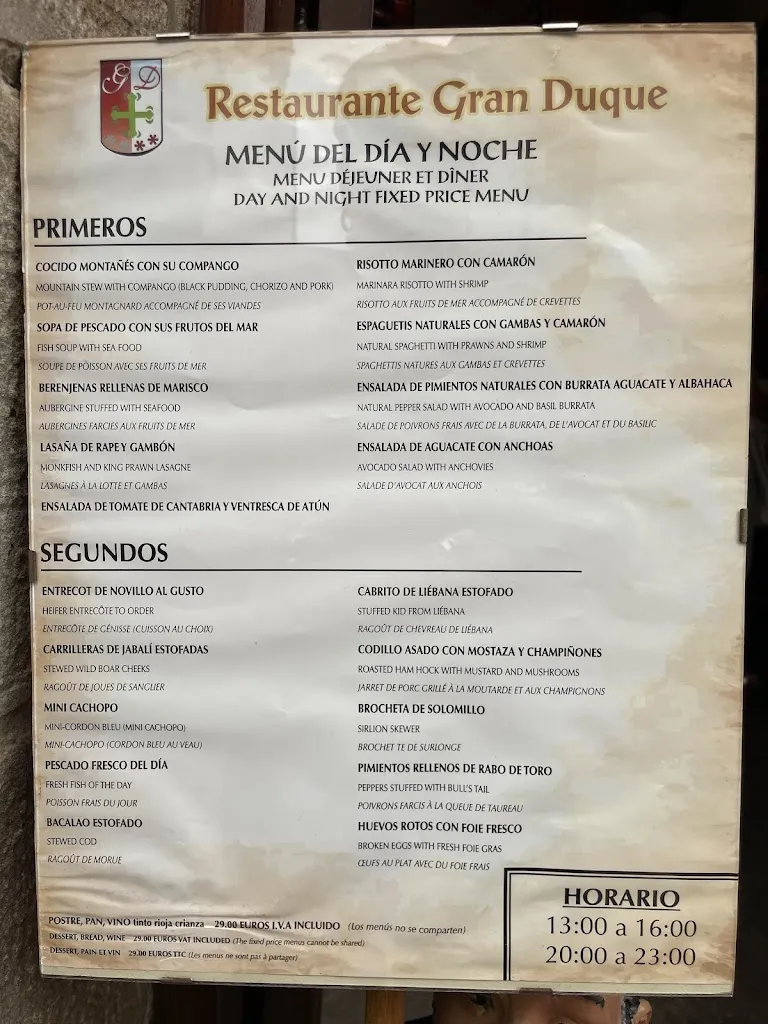 GD
Restaurante Gran Duque
MENÚ DEL DÍA Y NOCHE
MENU DÉJEUNER ET DÎNER
DAY AND NIGHT FIXED PRICE MENU
PRIMEROS
COCIDO MONTAÑÉS CON SU COMPANGO
MOUNTAIN STEW WITH COMPANGO (BLACK PUDDING, CHORIZO AND PORK)
POT-AU-FEU MONTAGNARD ACCOMPAGNÉ DE SES VIANDES
SOPA DE PESCADO CON SUS FRUTOS DEL MAR
FISH SOUP WITH SEA FOOD
SOUPE DE PÖISSON AVEC SES FRUITS DE MER
BERENJENAS RELLENAS DE MARISCO
AUBERGINE STUFFED WITH SEAFOOD
AUBERGINES FARCIES AUX FRUITS DE MER
LASAÑA DE RAPE Y GAMBÓN
MONKFISH AND KING PRAWN LASAGNE
LASAGNES À LA LOTTE ET GAMBAS
ENSALADA DE TOMATE DE CANTABRIA Y VENTRESCA DE ATÚN
RISOTTO MARINERO CON CAMARÓN
MARINARA RISOTTO WITH SHRIMP
RISOTTO AUX FRUITS DE MER ACCOMPAGNÉ DE CREVETTES
ESPAGUETIS NATURALES CON GAMBAS Y CAMARÓN
NATURAL SPAGHETTI WITH PRAWNS AND SHRIMP
SPAGHETTIS NATURES AUX GAMBAS ET CREVETTES
ENSALADA DE PIMIENTOS NATURALES CON BURRATA AGUACATE Y ALBAHACA
NATURAL PEPPER SALAD WITH AVOCADO AND BASIL BURRATA
SALADE DE POIVRONS FRAIS AVEC DE LA BURRATA, DE L'AVOCAT ET DU BASILIC
ENSALADA DE AGUACATE CON ANCHOAS
AVOCADO SALAD WITH ANCHOVIES
SALADE D'AVOCAT AUX ANCHOIS
SEGUNDOS
ENTRECOT DE NOVILLO AL GUSTO
HEIFER ENTRECÔTE TO ORDER
ENTRECÔTE DE GÉNISSE (CUISSON AU CHOIX)
CARRILLERAS DE JABALÍ ESTOFADAS
STEWED WILD BOAR CHEEKS
RAGOÛT DE JOUES DE SANGLIER
MINI CACHOPO
MINI-CORDON BLEU (MINI CACHOPO)
MINI-CACHOPO (CORDON BLEU AU VEAU)
PESCADO FRESCO DEL DÍA
FRESH FISH OF THE DAY
POISSON FRAIS DU JOUR
BACALAO ESTOFADO
STEWED COD
RAGOÛT DE MORUE
CABRITO DE LIÉBANA ESTOFADO
STUFFED KID FROM LIÉBANA
RAGOÛT DE CHEVREAU DE LIÉBANA
CODILLO ASADO CON MOSTAZA Y CHAMPIÑONES
ROASTED HAM HOCK WITH MUSTARD AND MUSHROOMS
JARRET DE PORC GRILLÉ À LA MOUTARDE ET AUX CHAMPIGNONS
BROCHETA DE SOLOMILLO
SIRLION SKEWER
BROCHET TE DE SURLONGE
PIMIENTOS RELLENOS DE RABO DE TORO
PEPPERS STUFFED WITH BULL'S TAIL
POIVRONS FARCIS À LA QUEUE DE TAUREAU
HUEVOS ROTOS CON FOIE FRESCO
BROKEN EGGS WITH FRESH FOIE GRAS
ŒUFS AU PLAT AVEC DU FOIE FRAIS
POSTRE, PAN, VINO tinto rioja crianza 29.00 EUROS I.V.A INCLUIDO (Los menús no se comparten)
DESSERT, BREAD, WINE 29.00 EUROS VAT INCLUDED (The fixed price menus cannot be shared)
DESSERT, PAIN ET VIN 29.00 EUROS TTC (Les menus ne sont pas à partager)
HORARIO
13:00 a 16:00
20:00 a 23:00